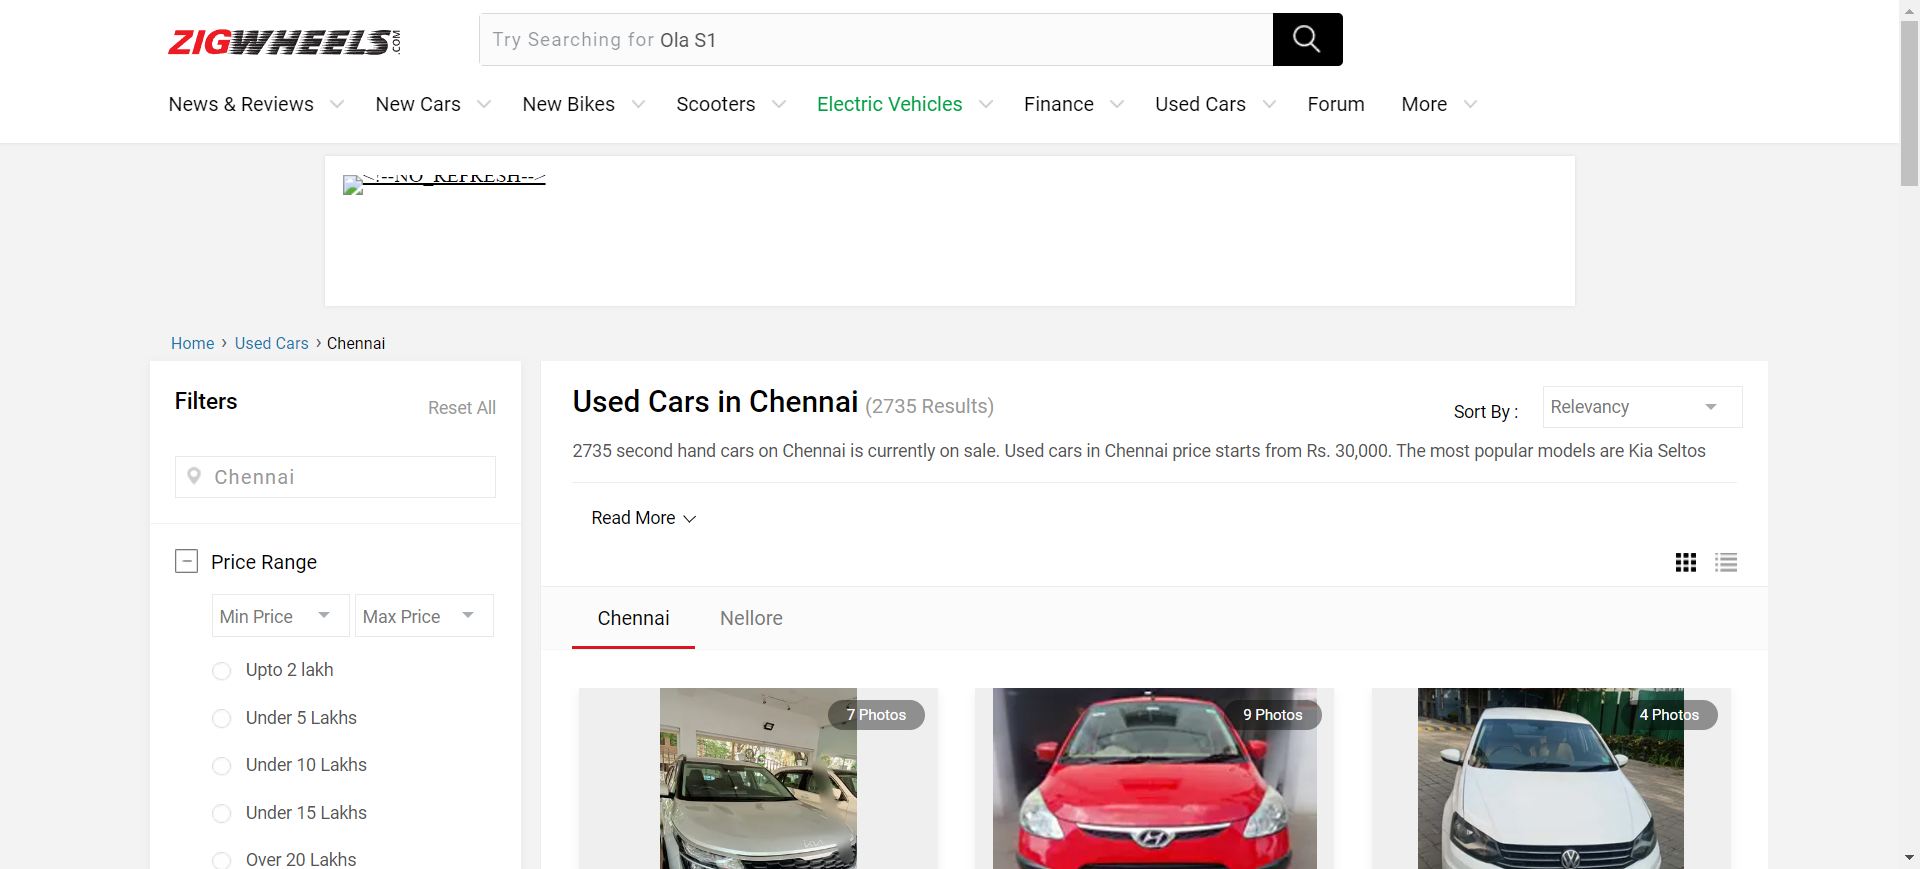 ZIGWHEELS.COM
Try Searching for Ola S1
News & Reviews New Cars New Bikes Scooters Electric Vehicles Finance Used Cars Forum More
<!--NO_REFRESH-->
Home › Used Cars › Chennai
Filters
Reset All
Chennai
Price Range
Min Price Max Price
Upto 2 lakh
Under 5 Lakhs
Under 10 Lakhs
Under 15 Lakhs
Over 20 Lakhs
Used Cars in Chennai (2735 Results)
Sort By : Relevancy
2735 second hand cars on Chennai is currently on sale. Used cars in Chennai price starts from Rs. 30,000. The most popular models are Kia Seltos
Read More
Chennai Nellore
7 Photos
9 Photos
4 Photos